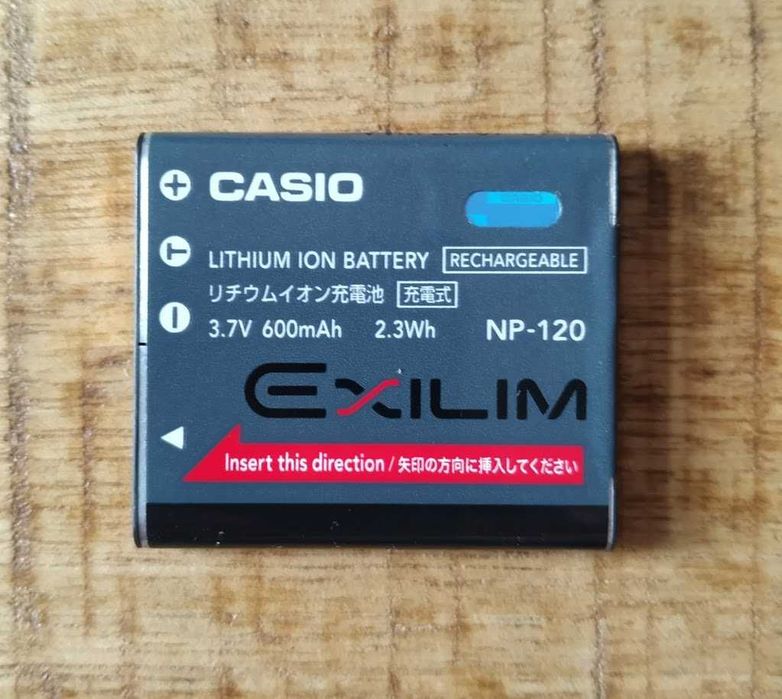 + CASIO
T LITHIUM ION BATTERY RECHARGEABLE
リチウムイオン充電池 充電式
− 3.7V 600mAh 2.3Wh NP-120
EXILIM
Insert this direction / 矢印の方向に挿入してください